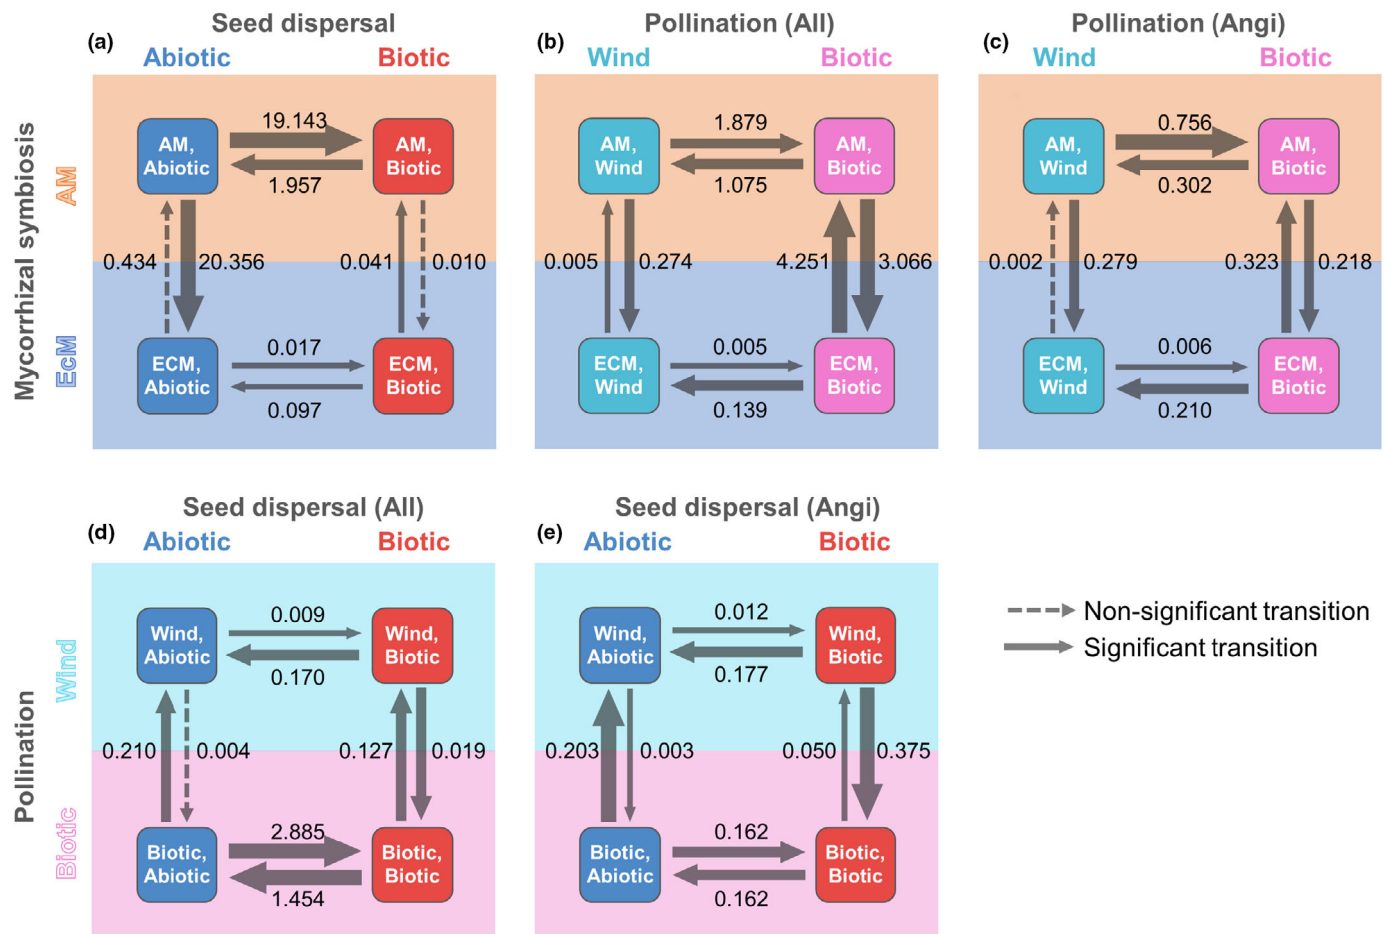 Seed dispersal
Pollination (All)
Pollination (Angi)
(a)
Abiotic
Biotic
(b)
Wind
Biotic
(c)
Wind
Biotic
Mycorrhizal symbiosis
AM
EcM
AM,
Abiotic
19.143
1.957
AM,
Biotic
0.434
20.356
0.041
0.010
ECM,
Abiotic
0.017
0.097
ECM,
Biotic
AM,
Wind
1.879
1.075
AM,
Biotic
0.005
0.274
4.251
3.066
ECM,
Wind
0.005
0.139
ECM,
Biotic
AM,
Wind
0.756
0.302
AM,
Biotic
0.002
0.279
0.323
0.218
ECM,
Wind
0.006
0.210
ECM,
Biotic
Seed dispersal (All)
Seed dispersal (Angi)
(d)
Abiotic
Biotic
(e)
Abiotic
Biotic
Pollination
Wind
Biotic
Wind,
Abiotic
0.009
0.170
Wind,
Biotic
0.210
0.004
0.127
0.019
Biotic,
Abiotic
2.885
1.454
Biotic,
Biotic
Wind,
Abiotic
0.012
0.177
Wind,
Biotic
0.203
0.003
0.050
0.375
Biotic,
Abiotic
0.162
0.162
Biotic,
Biotic
Non-significant transition
Significant transition